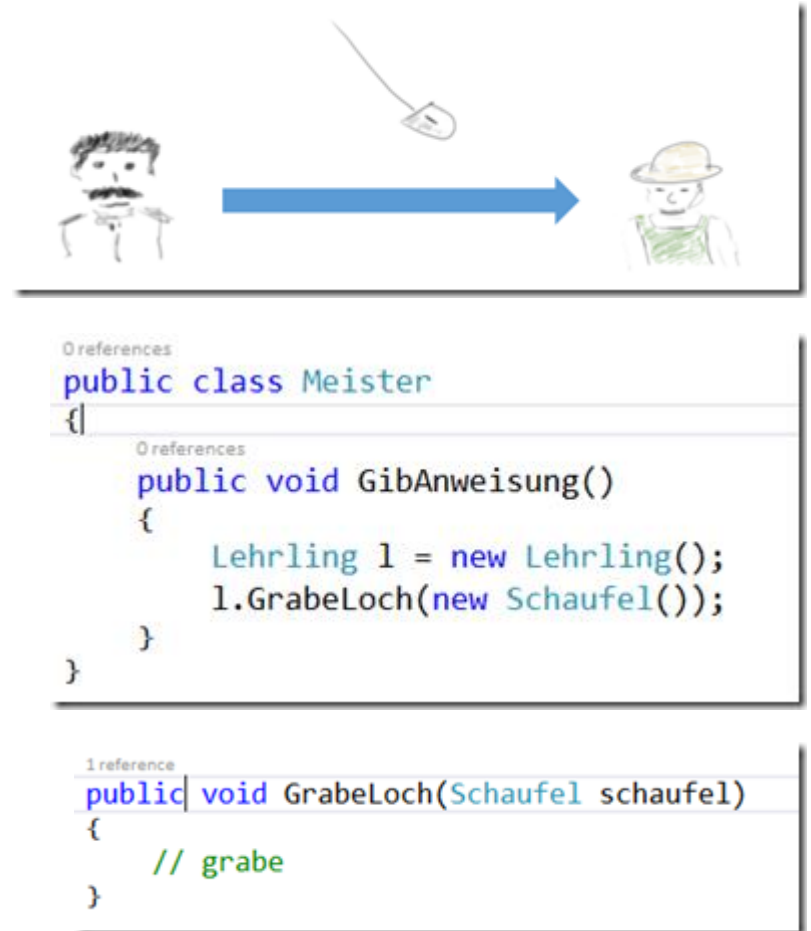 0 references
public class Meister
{
0 references
public void GibAnweisung()
{
Lehrling l = new Lehrling();
l.GrabeLoch(new Schaufel());
}
}
1 reference
public void GrabeLoch(Schaufel schaufel)
{
// grabe
}